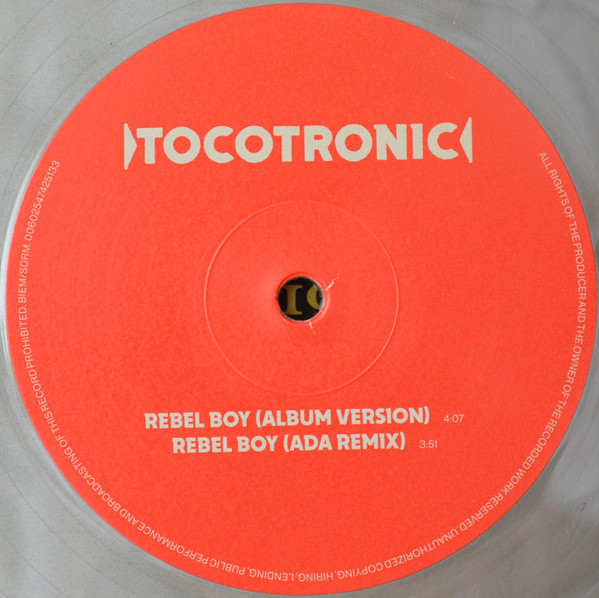 TOCOTRONIC
REBEL BOY (ALBUM VERSION) 4:07
REBEL BOY (ADA REMIX) 3:51
ALL RIGHTS OF THE PRODUCER AND THE OWNER OF THE RECORDED WORK RESERVED. UNAUTHORIZED COPYING, HIRING, LENDING, PUBLIC PERFORMANCE AND BROADCASTING OF THIS RECORD PROHIBITED. BIEM/SDRM. 00602547425133